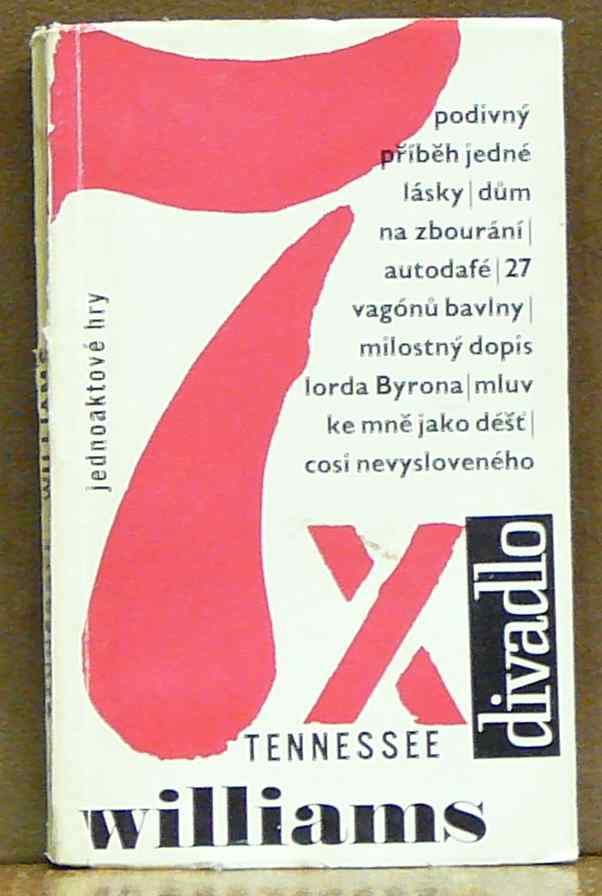 7
podivný
příběh jedné
lásky | dům
na zbourání |
autodafé | 27
vagónů bavlny |
milostný dopis
lorda Byrona | mluv
ke mně jako déšť |
cosi nevysloveného
jednoaktové hry
x
divadlo
TENNESSEE
williams